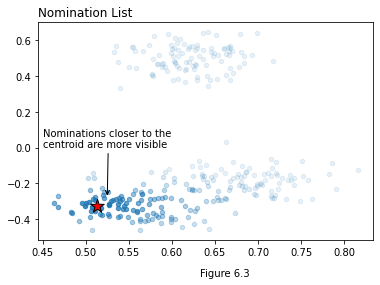 Nomination List
0.6
0.4
0.2
Nominations closer to the
centroid are more visible
0.0
−0.2
−0.4
0.45 0.50 0.55 0.60 0.65 0.70 0.75 0.80
Figure 6.3